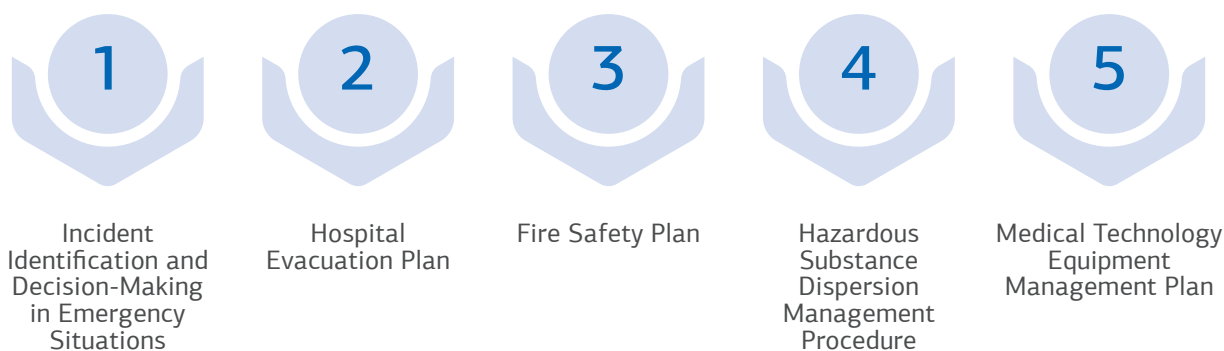 1
Incident
Identification and
Decision-Making
in Emergency
Situations
2
Hospital
Evacuation Plan
3
Fire Safety Plan
4
Hazardous
Substance
Dispersion
Management
Procedure
5
Medical Technology
Equipment
Management Plan